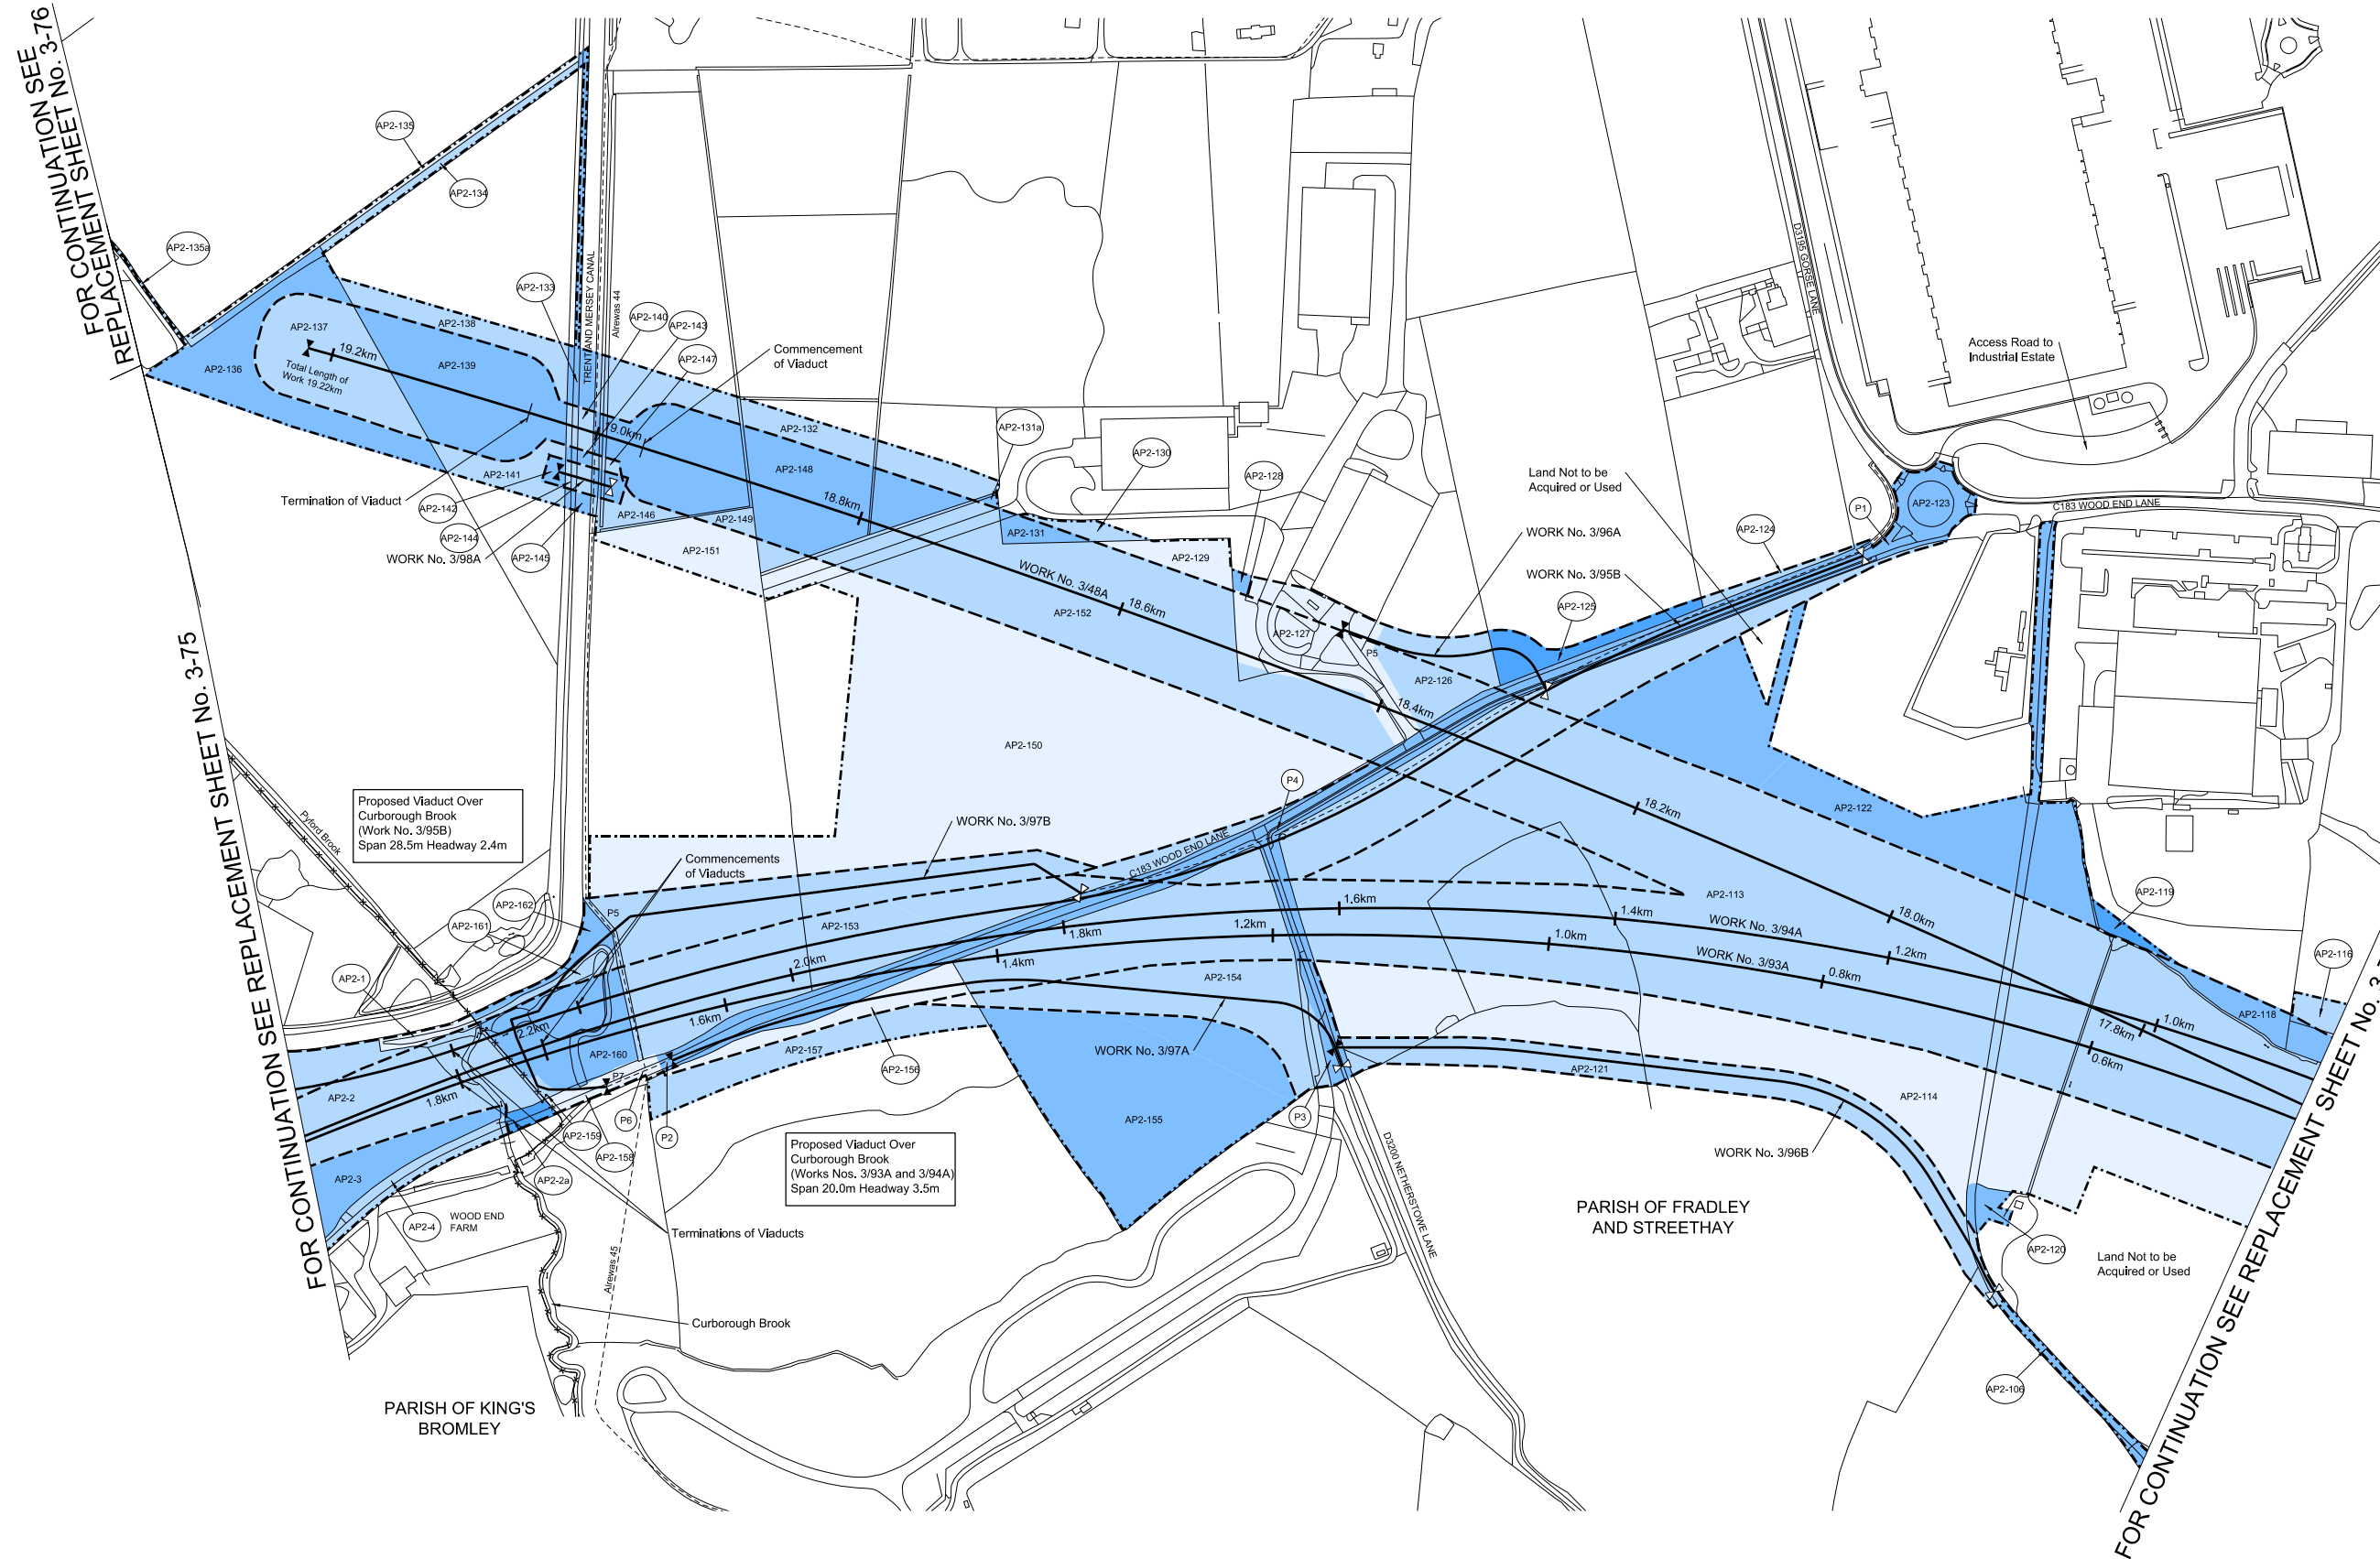 FOR CONTINUATION SEE
REPLACEMENT SHEET No. 3-76
AP2-135
AP2-134
AP2-135a
AP2-133
TRENT AND MERSEY CANAL
Alrewas 44
AP2-140
AP2-143
AP2-147
AP2-138
AP2-137
AP2-136
19.2km
AP2-139
Total Length of
Work 19.22km
Commencement
of Viaduct
D3195 GORSE LANE
Access Road to
Industrial Estate
AP2-132
19.0km
AP2-131a
AP2-130
AP2-128
AP2-148
AP2-141
Termination of Viaduct
AP2-142
AP2-144
AP2-145
AP2-146
AP2-149
AP2-151
WORK No. 3/98A
18.8km
AP2-131
AP2-129
Land Not to be
Acquired or Used
P1
AP2-123
C183 WOOD END LANE
AP2-124
WORK No. 3/96A
WORK No. 3/95B
AP2-125
WORK No. 3/48A
18.6km
AP2-152
AP2-127
P5
AP2-126
18.4km
AP2-150
FOR CONTINUATION SEE REPLACEMENT SHEET No. 3-75
Pyford Brook
Proposed Viaduct Over
Curborough Brook
(Work No. 3/95B)
Span 28.5m Headway 2.4m
P4
18.2km
AP2-122
WORK No. 3/97B
Commencements
of Viaducts
C183 WOOD END LANE
AP2-162
AP2-161
P5
AP2-153
AP2-113
AP2-119
1.6km
1.4km
WORK No. 3/94A
18.0km
1.2km
1.8km
1.2km
1.0km
WORK No. 3/93A
0.8km
2.0km
1.4km
AP2-154
AP2-116
AP2-1
2.2km
1.6km
AP2-118
17.8km
1.0km
0.6km
AP2-160
AP2-157
AP2-156
WORK No. 3/97A
P7
AP2-121
AP2-2
1.8km
AP2-114
P6
P2
P3
AP2-155
AP2-159
AP2-158
AP2-2a
AP2-3
AP2-4
WOOD END
FARM
Proposed Viaduct Over
Curborough Brook
(Works Nos. 3/93A and 3/94A)
Span 20.0m Headway 3.5m
D3200 NETHERSTOWE LANE
WORK No. 3/96B
PARISH OF FRADLEY
AND STREETHAY
Terminations of Viaducts
Alrewas 45
AP2-120
Land Not to be
Acquired or Used
Curborough Brook
AP2-106
PARISH OF KING'S
BROMLEY
FOR CONTINUATION SEE REPLACEMENT SHEET No. 3